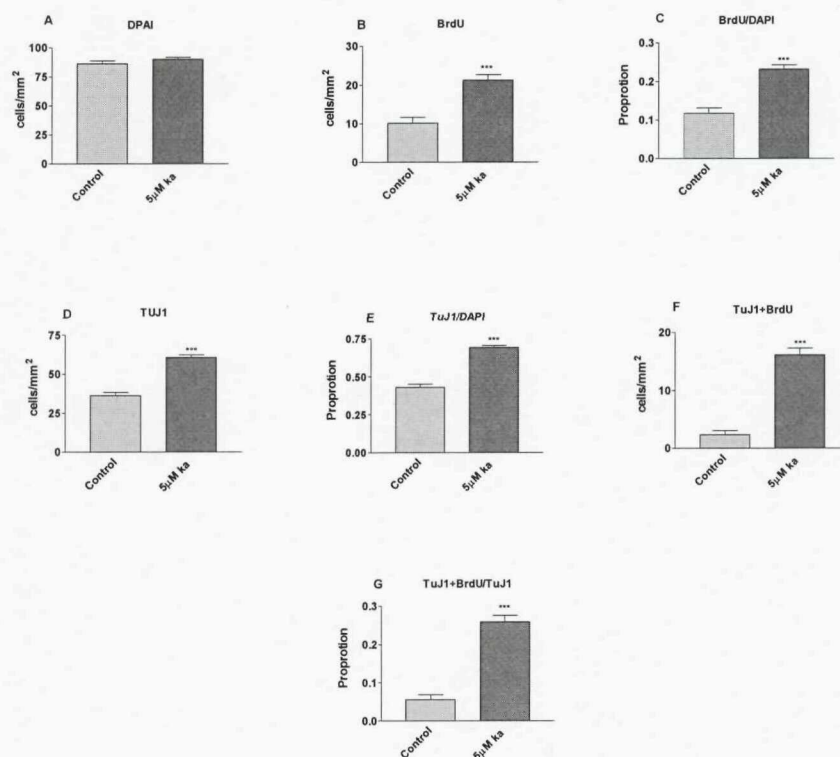 A
DPAI
cells/mm²
100
75
50
25
0
Control
5µM ka
B
BrdU
cells/mm²
30
20
10
0
***
Control
5µM ka
C
BrdU/DAPI
Proprotion
0.3
0.2
0.1
0.0
***
Control
5µM ka
D
TUJ1
cells/mm²
75
50
25
0
***
Control
5µM ka
E
TuJ1/DAPI
Proprotion
0.75
0.50
0.25
0.00
***
Control
5µM ka
F
TuJ1+BrdU
cells/mm²
20
10
0
***
Control
5µM ka
G
TuJ1+BrdU/TuJ1
Proprotion
0.3
0.2
0.1
0.0
***
Control
5µM ka